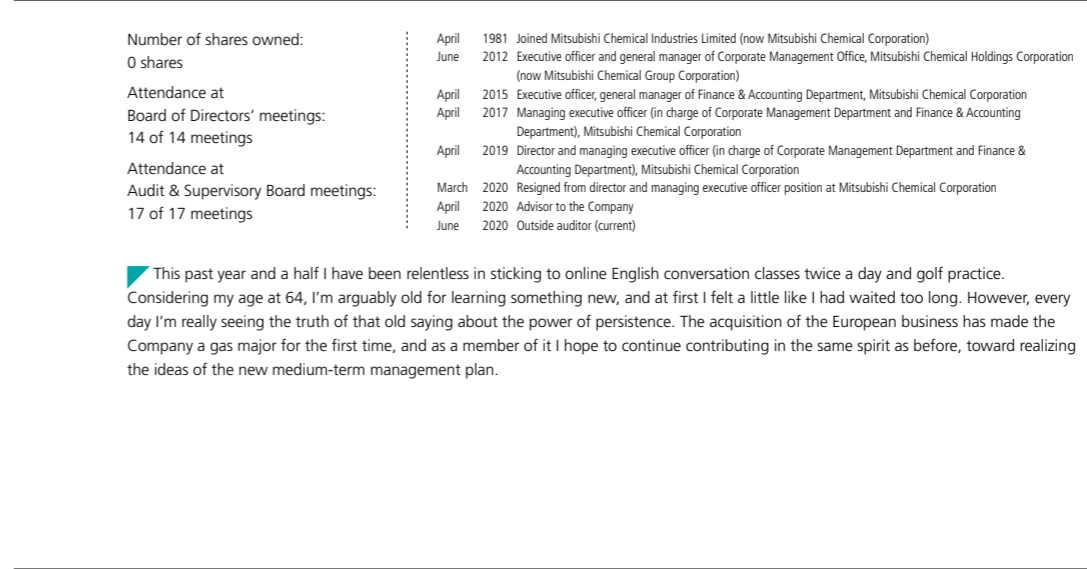 Number of shares owned:
0 shares
Attendance at
Board of Directors’ meetings:
14 of 14 meetings
Attendance at
Audit & Supervisory Board meetings:
17 of 17 meetings
April 1981 Joined Mitsubishi Chemical Industries Limited (now Mitsubishi Chemical Corporation)
June 2012 Executive officer and general manager of Corporate Management Office, Mitsubishi Chemical Holdings Corporation
(now Mitsubishi Chemical Group Corporation)
April 2015 Executive officer, general manager of Finance & Accounting Department, Mitsubishi Chemical Corporation
April 2017 Managing executive officer (in charge of Corporate Management Department and Finance & Accounting
Department), Mitsubishi Chemical Corporation
April 2019 Director and managing executive officer (in charge of Corporate Management Department and Finance &
Accounting Department), Mitsubishi Chemical Corporation
March 2020 Resigned from director and managing executive officer position at Mitsubishi Chemical Corporation
April 2020 Advisor to the Company
June 2020 Outside auditor (current)
This past year and a half I have been relentless in sticking to online English conversation classes twice a day and golf practice.
Considering my age at 64, I’m arguably old for learning something new, and at first I felt a little like I had waited too long. However, every
day I’m really seeing the truth of that old saying about the power of persistence. The acquisition of the European business has made the
Company a gas major for the first time, and as a member of it I hope to continue contributing in the same spirit as before, toward realizing
the ideas of the new medium-term management plan.